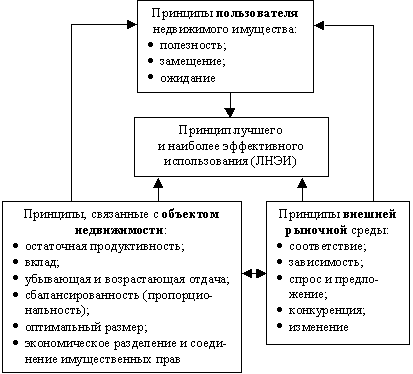 Принципы пользователя
недвижимого имущества:
• полезность;
• замещение;
• ожидание
Принцип лучшего
и наиболее эффективного
использования (ЛНЭИ)
Принципы, связанные с объектом
недвижимости:
• остаточная продуктивность;
• вклад;
• убывающая и возрастающая отдача;
• сбалансированность (пропорцио-
нальность);
• оптимальный размер;
• экономическое разделение и соеди-
нение имущественных прав
Принципы внешней
рыночной среды:
• соответствие;
• зависимость;
• спрос и предло-
жение;
• конкуренция;
• изменение